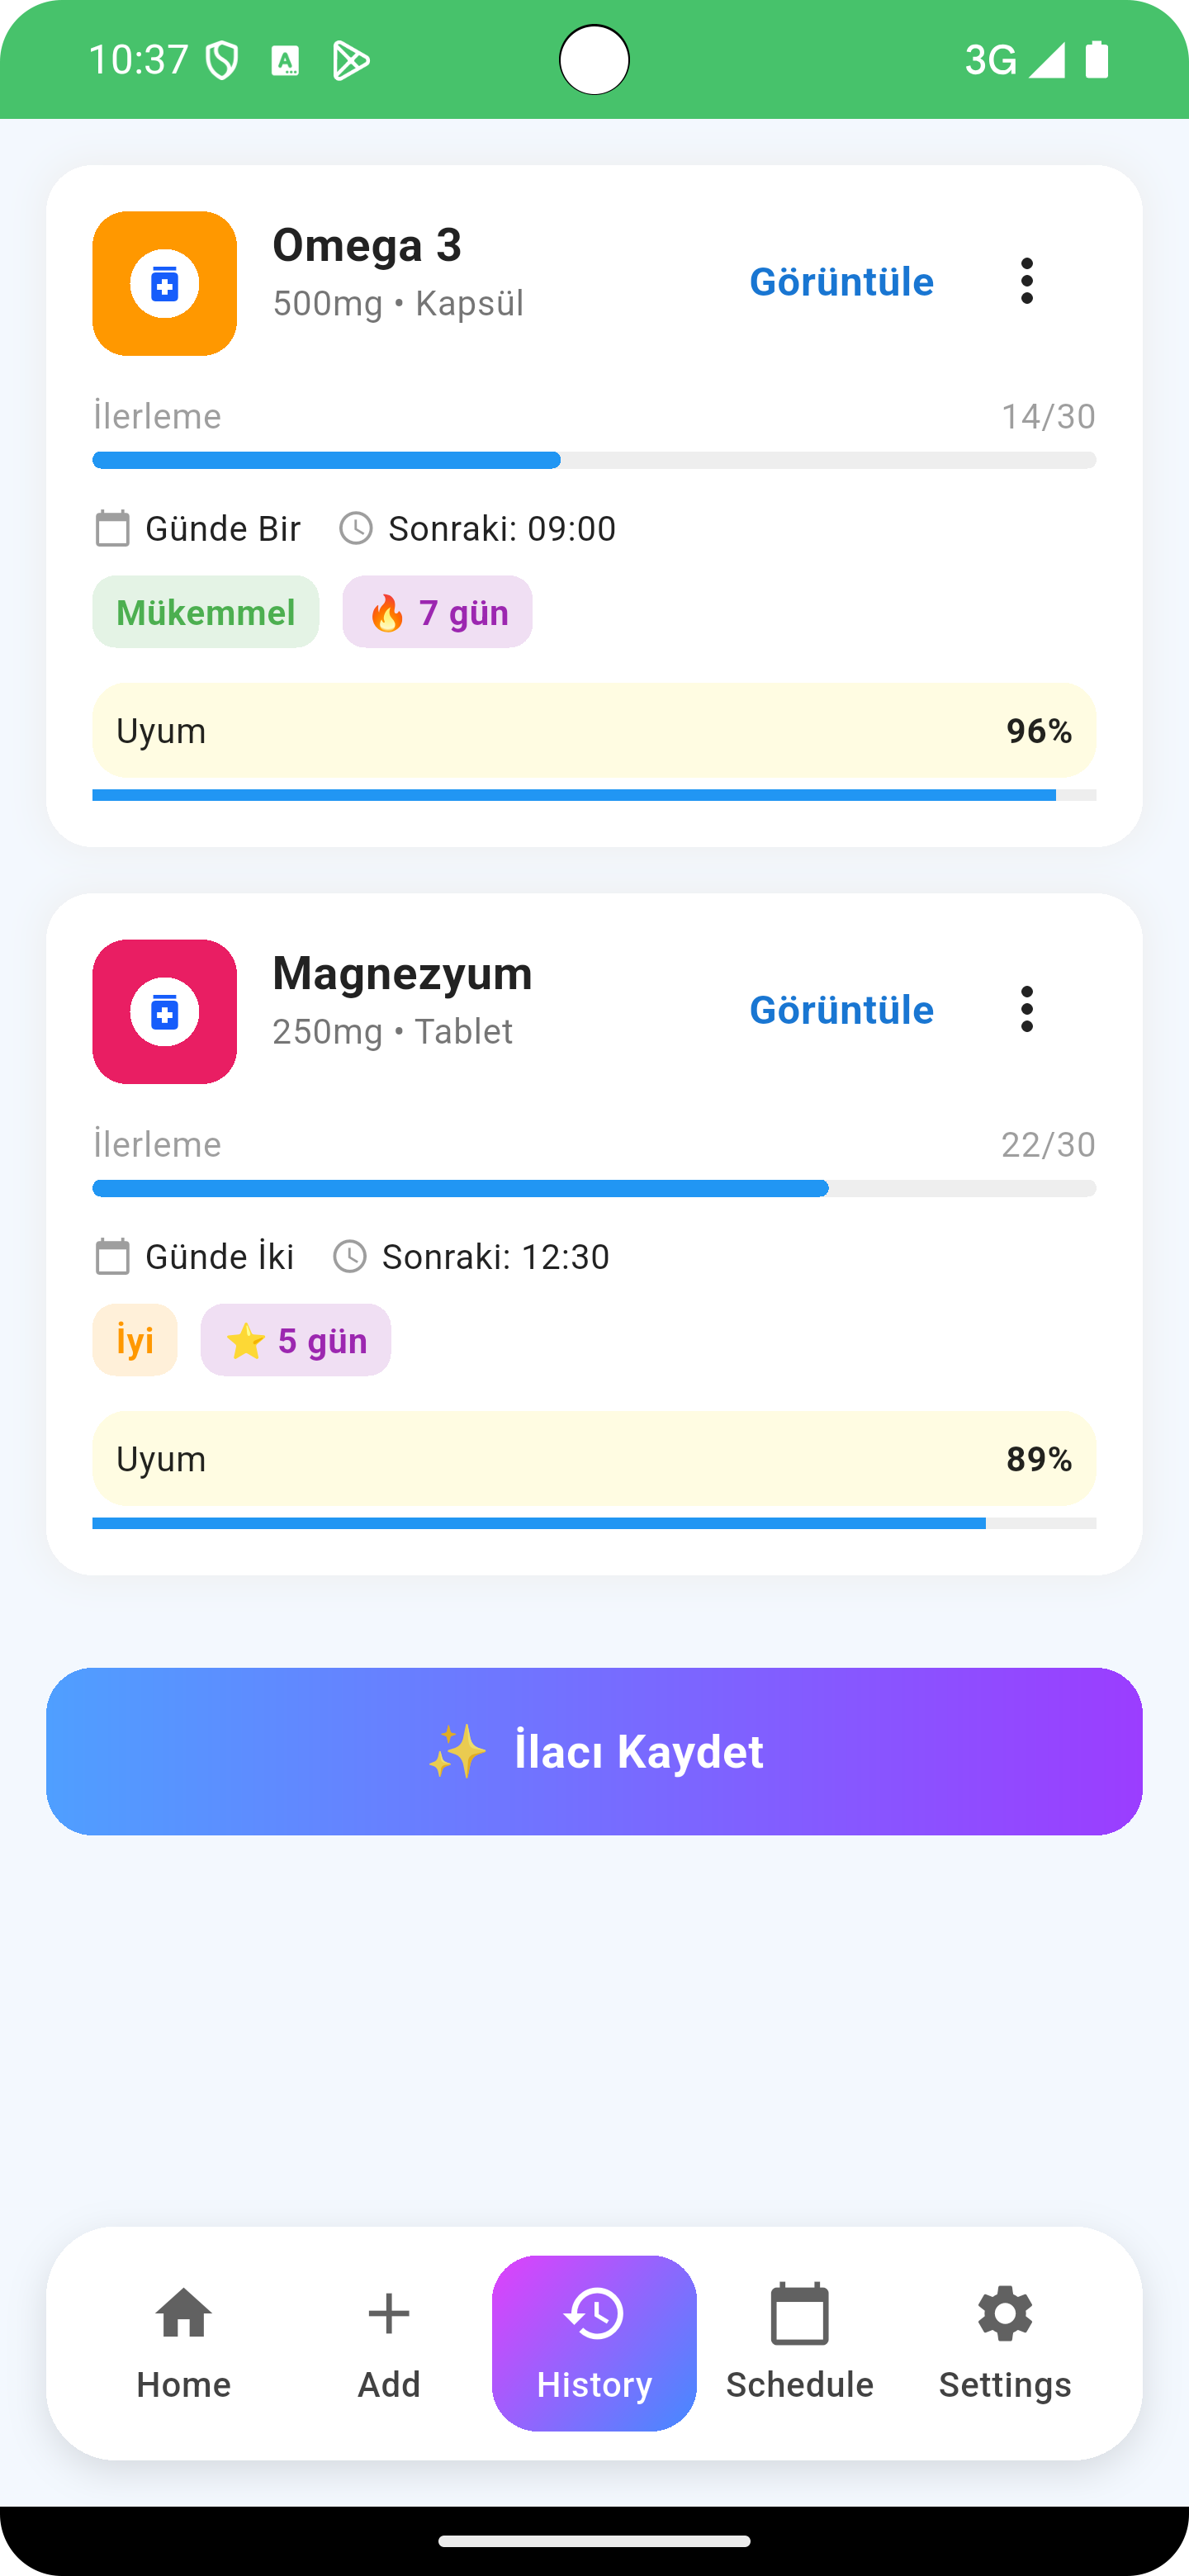 10:37
3G
Omega 3
500mg • Kapsül
Görüntüle
İlerleme
14/30
Günde Bir
Sonraki: 09:00
Mükemmel
🔥 7 gün
Uyum
96%
Magnezyum
250mg • Tablet
Görüntüle
İlerleme
22/30
Günde İki
Sonraki: 12:30
İyi
⭐ 5 gün
Uyum
89%
✨ İlacı Kaydet
Home
Add
History
Schedule
Settings